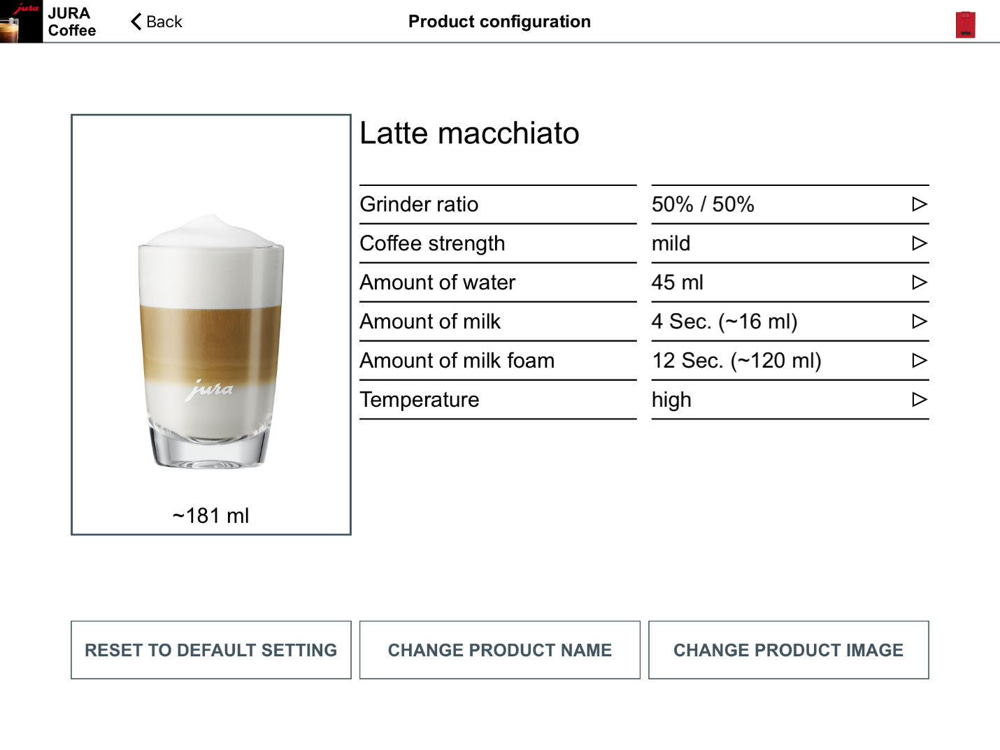 jura
JURA
Coffee
Back
Product configuration
Latte macchiato
Grinder ratio 50% / 50%
Coffee strength mild
Amount of water 45 ml
Amount of milk 4 Sec. (~16 ml)
Amount of milk foam 12 Sec. (~120 ml)
Temperature high
jura
~181 ml
RESET TO DEFAULT SETTING
CHANGE PRODUCT NAME
CHANGE PRODUCT IMAGE